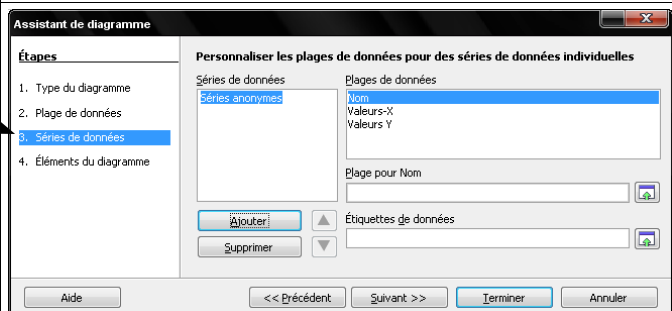 Assistant de diagramme
Étapes
1. Type du diagramme
2. Plage de données
3. Séries de données
4. Éléments du diagramme
Personnaliser les plages de données pour des séries de données individuelles
Séries de données
Séries anonymes
Ajouter
Supprimer
Plages de données
Nom
Valeurs-X
Valeurs Y
Plage pour Nom
Étiquettes de données
Aide
<< Précédent
Suivant >>
Terminer
Annuler